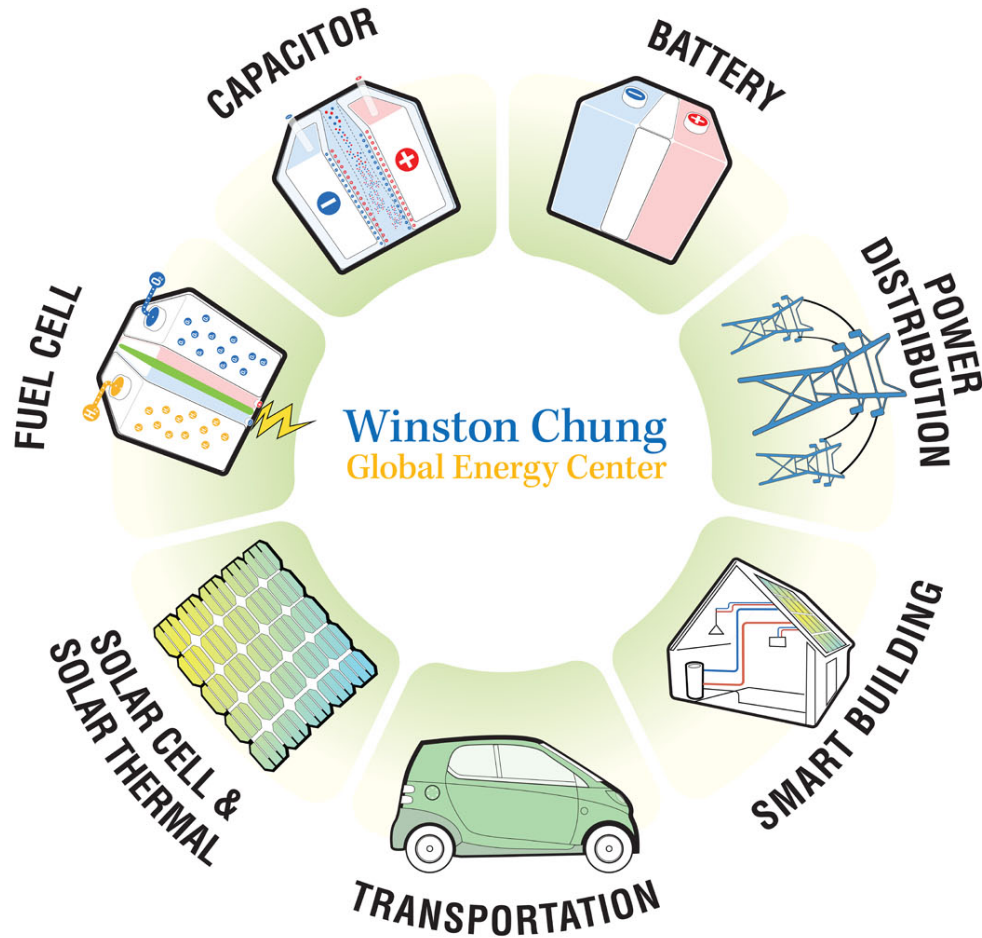 CAPACITOR
BATTERY
POWER
DISTRIBUTION
SMART BUILDING
TRANSPORTATION
SOLAR CELL &
SOLAR THERMAL
FUEL CELL
Winston Chung
Global Energy Center